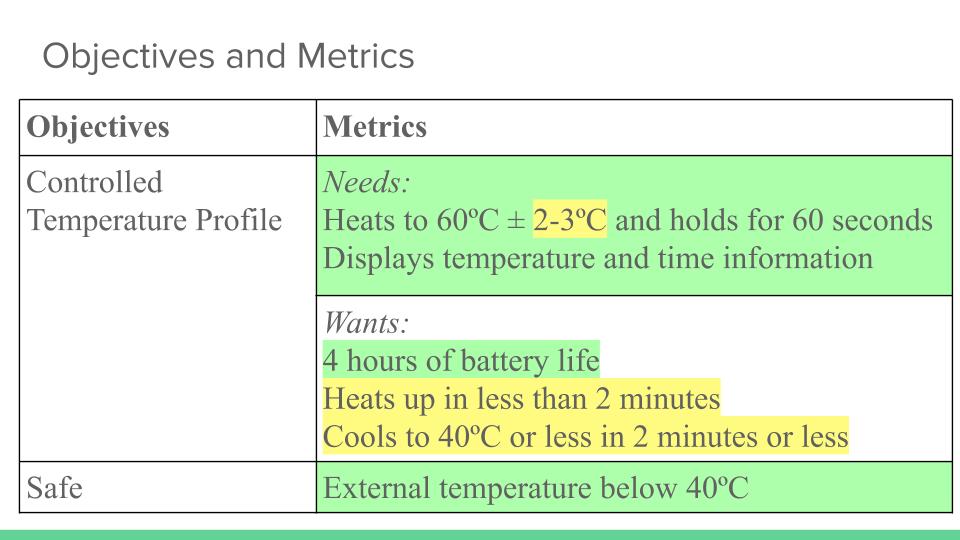 Objectives and Metrics
Objectives
Metrics
Controlled
Temperature Profile
Needs:
Heats to 60ºC ± 2-3ºC and holds for 60 seconds
Displays temperature and time information
Wants:
4 hours of battery life
Heats up in less than 2 minutes
Cools to 40ºC or less in 2 minutes or less
Safe
External temperature below 40ºC